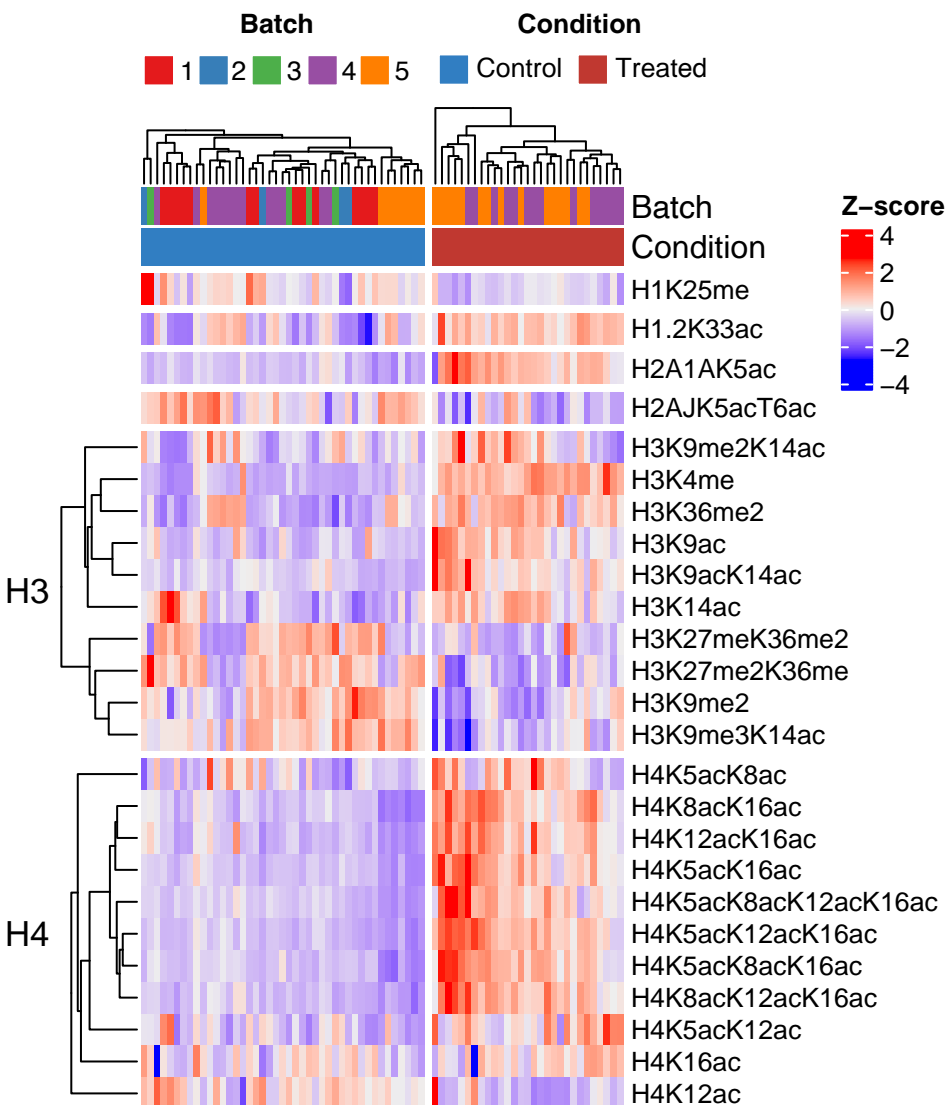 Batch Condition
1 2 3 4 5 Control Treated
Batch
Condition
Z−score
4
2
0
−2
−4
H1K25me
H1.2K33ac
H2A1AK5ac
H2AJK5acT6ac
H3
H3K9me2K14ac
H3K4me
H3K36me2
H3K9ac
H3K9acK14ac
H3K14ac
H3K27meK36me2
H3K27me2K36me
H3K9me2
H3K9me3K14ac
H4
H4K5acK8ac
H4K8acK16ac
H4K12acK16ac
H4K5acK16ac
H4K5acK8acK12acK16ac
H4K5acK12acK16ac
H4K5acK8acK16ac
H4K8acK12acK16ac
H4K5acK12ac
H4K16ac
H4K12ac